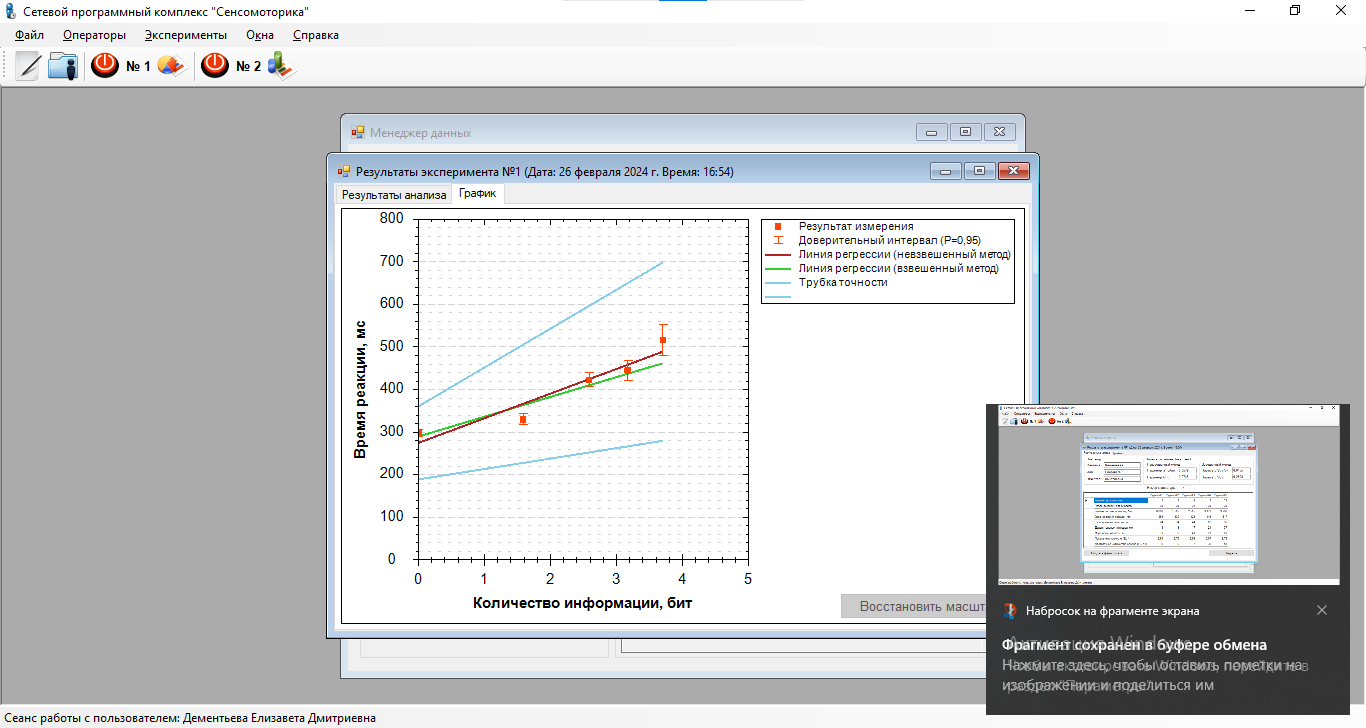 Сетевой программный комплекс "Сенсомоторика"
Файл Операторы Эксперименты Окна Справка
№ 1 № 2
Менеджер данных
Результаты эксперимента №1 (Дата: 26 февраля 2024 г. Время: 16:54)
Результаты анализа График
800
700
600
500
400
300
200
100
0
Время реакции, мс
0 1 2 3 4 5
Количество информации, бит
Результат измерения
Доверительный интервал (P=0,95)
Линия регрессии (невзвешенный метод)
Линия регрессии (взвешенный метод)
Трубка точности
Восстановить масшт
Набросок на фрагменте экрана
Фрагмент сохранен в буфере обмена
Нажмите здесь, чтобы вставить пометки на
изображении и поделиться им
Активация Windows
Сеанс работы с пользователем: Дементьева Елизавета Дмитриевна